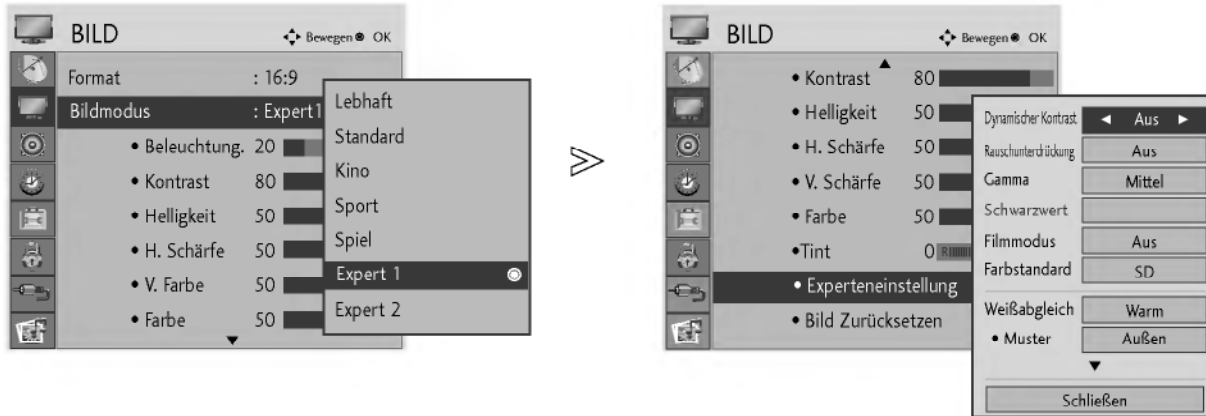 BILD
Bewegen OK
Format : 16:9
Bildmodus : Expert1
• Beleuchtung. 20
• Kontrast 80
• Helligkeit 50
• H. Schärfe 50
• V. Farbe 50
• Farbe 50
Lebhaft
Standard
Kino
Sport
Spiel
Expert 1
Expert 2
BILD
Bewegen OK
• Kontrast 80
• Helligkeit 50
• H. Schärfe 50
• V. Schärfe 50
• Farbe 50
•Tint 0 R
• Experteneinstellung
• Bild Zurücksetzen
Dynamischer Kontrast Aus
Rauschunterdrückung Aus
Gamma Mittel
Schwarzwert
Filmmodus Aus
Farbstandard SD
Weißabgleich Warm
• Muster Außen
Schließen